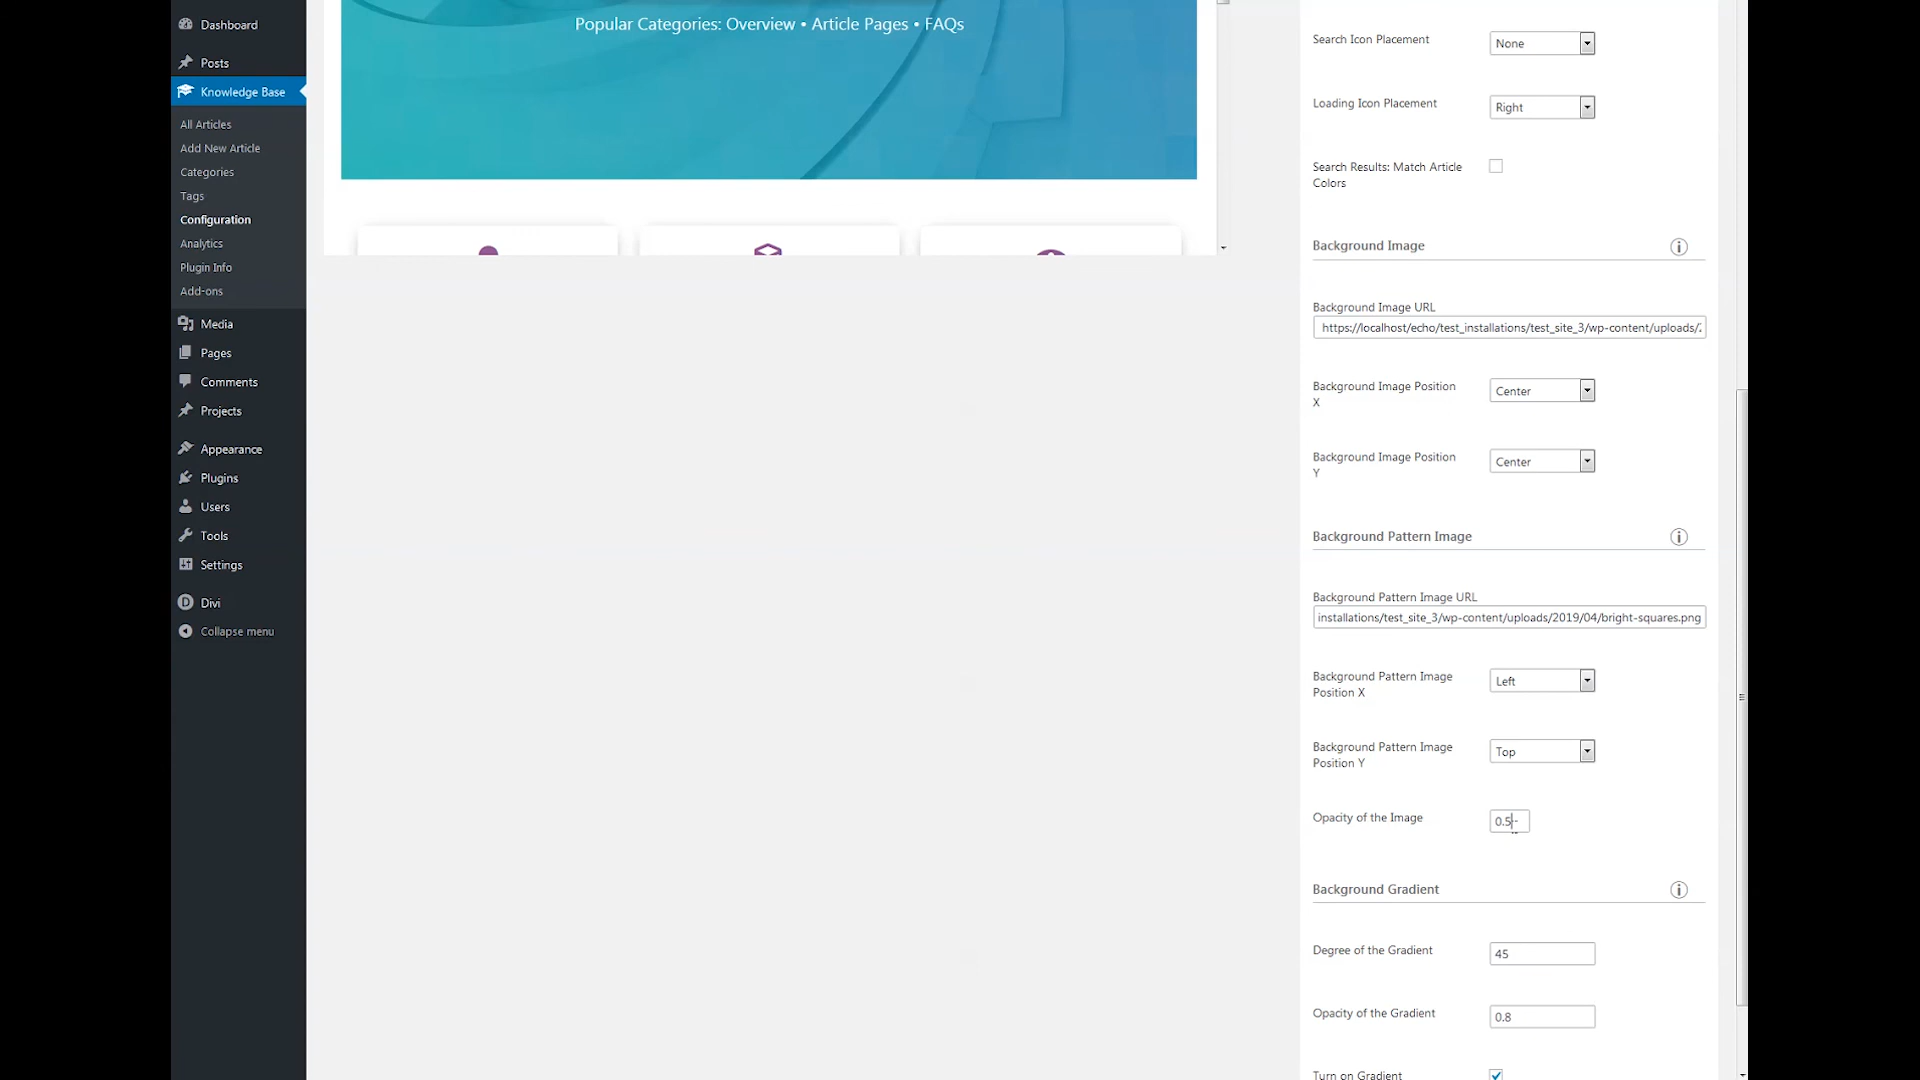 Dashboard
Posts
Knowledge Base
All Articles
Add New Article
Categories
Tags
Configuration
Analytics
Plugin Info
Add-ons
Media
Pages
Comments
Projects
Appearance
Plugins
Users
Tools
Settings
Divi
Collapse menu
Popular Categories: Overview • Article Pages • FAQs
Search Icon Placement
None
Loading Icon Placement
Right
Search Results: Match Article
Colors
Background Image
Background Image URL
https://localhost/echo/test_installations/test_site_3/wp-content/uploads/
Background Image Position
X
Center
Background Image Position
Y
Center
Background Pattern Image
Background Pattern Image URL
installations/test_site_3/wp-content/uploads/2019/04/bright-squares.png
Background Pattern Image
Position X
Left
Background Pattern Image
Position Y
Top
Opacity of the Image
0.5
Background Gradient
Degree of the Gradient
45
Opacity of the Gradient
0.8
Turn on Gradient